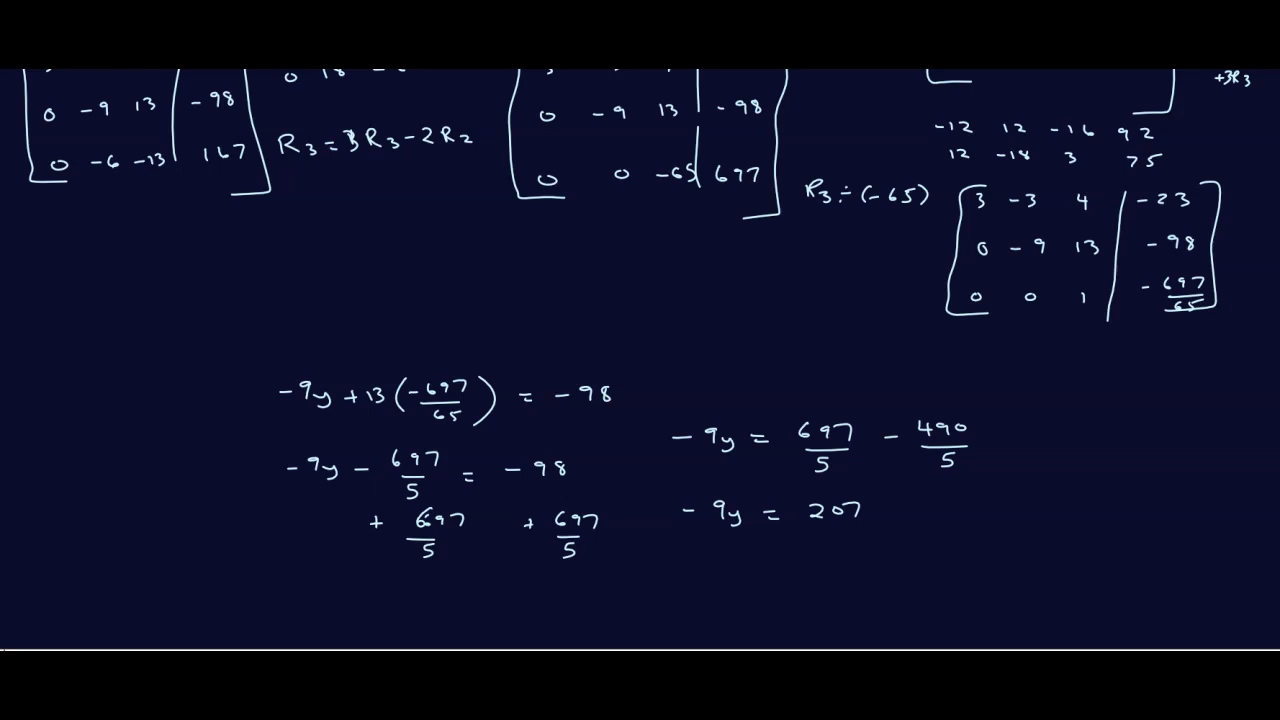 0 -9 13 | -98
0 -6 -13 | 167
R3 = 3R3 - 2R2
0 -9 13 | -98
0 0 -65 | 697
R3 ÷ (-65)
+3R3
-12 12 -16 92
12 -18 3 75
3 -3 4 | -23
0 -9 13 | -98
0 0 1 | -697/65
-9y + 13(-697/65) = -98
-9y - 697/5 = -98
+ 697/5 + 697/5
-9y = 697/5 - 490/5
-9y = 207